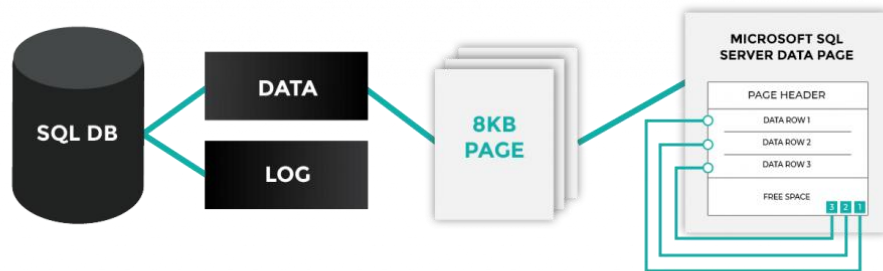 SQL DB
DATA
LOG
8KB
PAGE
MICROSOFT SQL
SERVER DATA PAGE
PAGE HEADER
DATA ROW 1
DATA ROW 2
DATA ROW 3
FREE SPACE
3 2 1